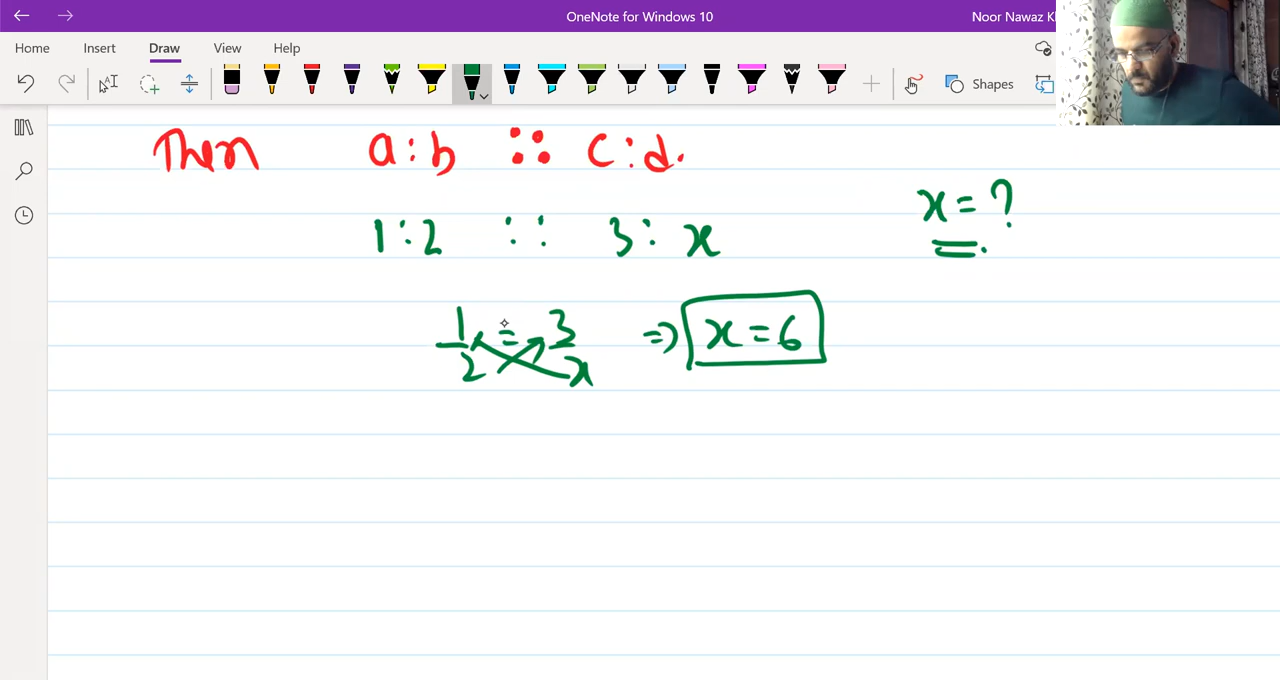 OneNote for Windows 10
Noor Nawaz
Home Insert Draw View Help
Shapes
Then a:b :: c:d.
x = ?
1:2 :: 3:x
1/2 = 3/x => x = 6